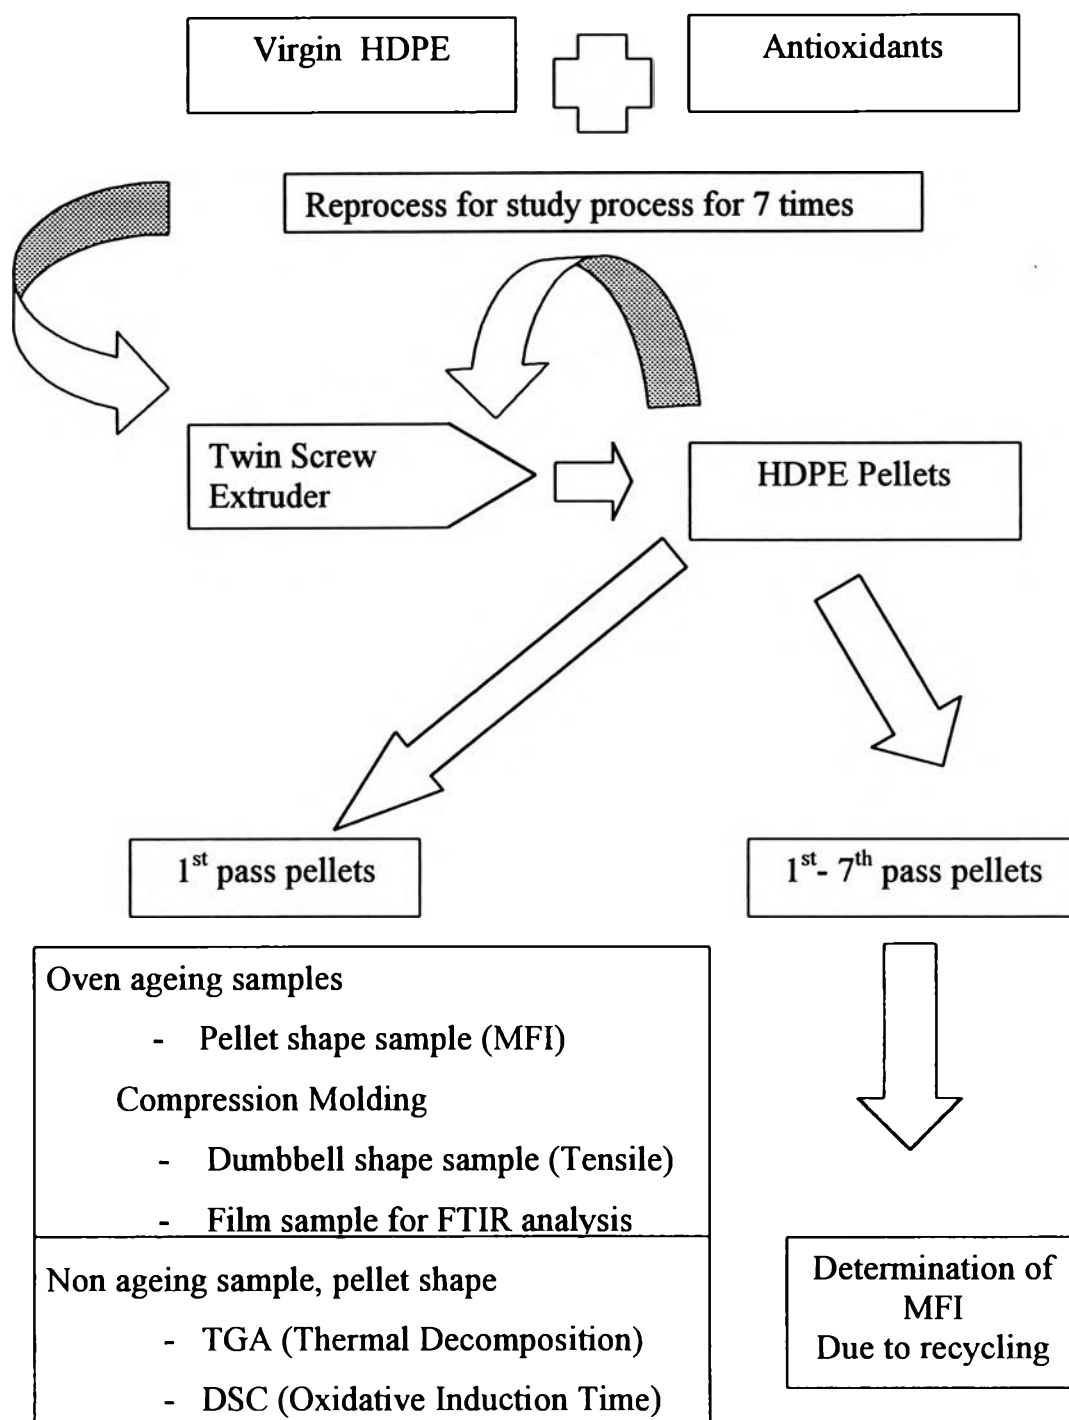 Virgin HDPE
Antioxidants
Reprocess for study process for 7 times
Twin Screw
Extruder
HDPE Pellets
1st pass pellets
1st- 7th pass pellets
Oven ageing samples
- Pellet shape sample (MFI)
Compression Molding
- Dumbbell shape sample (Tensile)
- Film sample for FTIR analysis
Non ageing sample, pellet shape
- TGA (Thermal Decomposition)
- DSC (Oxidative Induction Time)
Determination of
MFI
Due to recycling